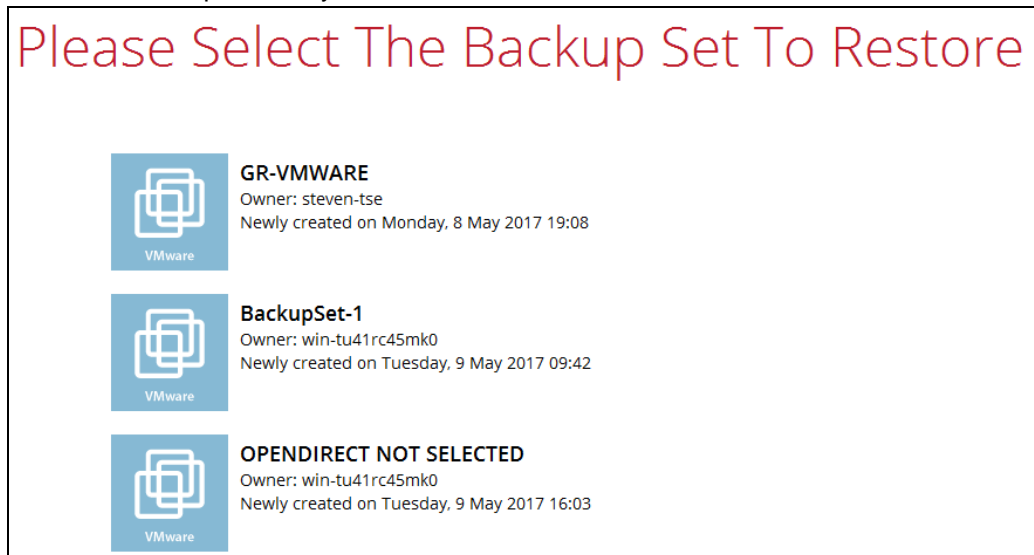 Please Select The Backup Set To Restore
GR-VMWARE
Owner: steven-tse
Newly created on Monday, 8 May 2017 19:08
VMware
BackupSet-1
Owner: win-tu41rc45mk0
Newly created on Tuesday, 9 May 2017 09:42
VMware
OPENDIRECT NOT SELECTED
Owner: win-tu41rc45mk0
Newly created on Tuesday, 9 May 2017 16:03
VMware